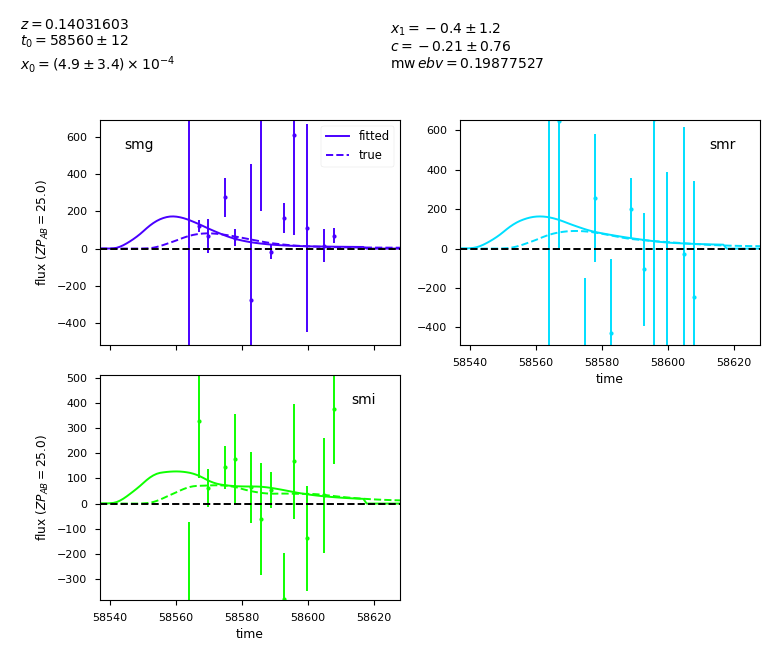 z = 0.14031603
t₀ = 58560 ± 12
x₀ = (4.9 ± 3.4) × 10⁻⁴
x₁ = − 0.4 ± 1.2
c = − 0.21 ± 0.76
mw ebv = 0.19877527
smg
fitted
true
600
400
200
0
−200
−400
flux (ZP_AB = 25.0)
smr
600
400
200
0
−200
−400
58540 58560 58580 58600 58620
time
smi
500
400
300
200
100
0
−100
−200
−300
flux (ZP_AB = 25.0)
58540 58560 58580 58600 58620
time